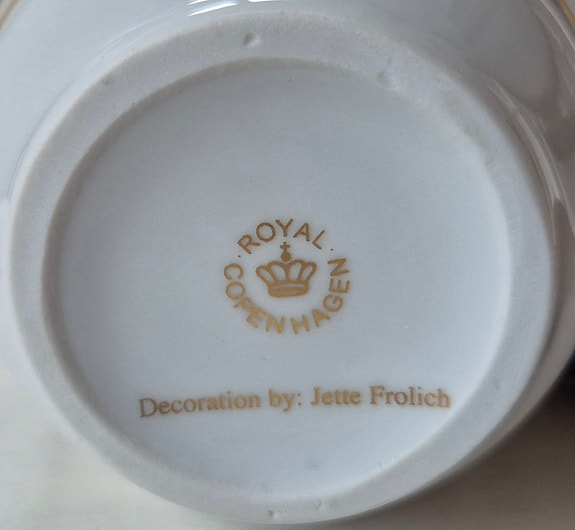 · ROYAL ·
COPENHAGEN
Decoration by: Jette Frolich